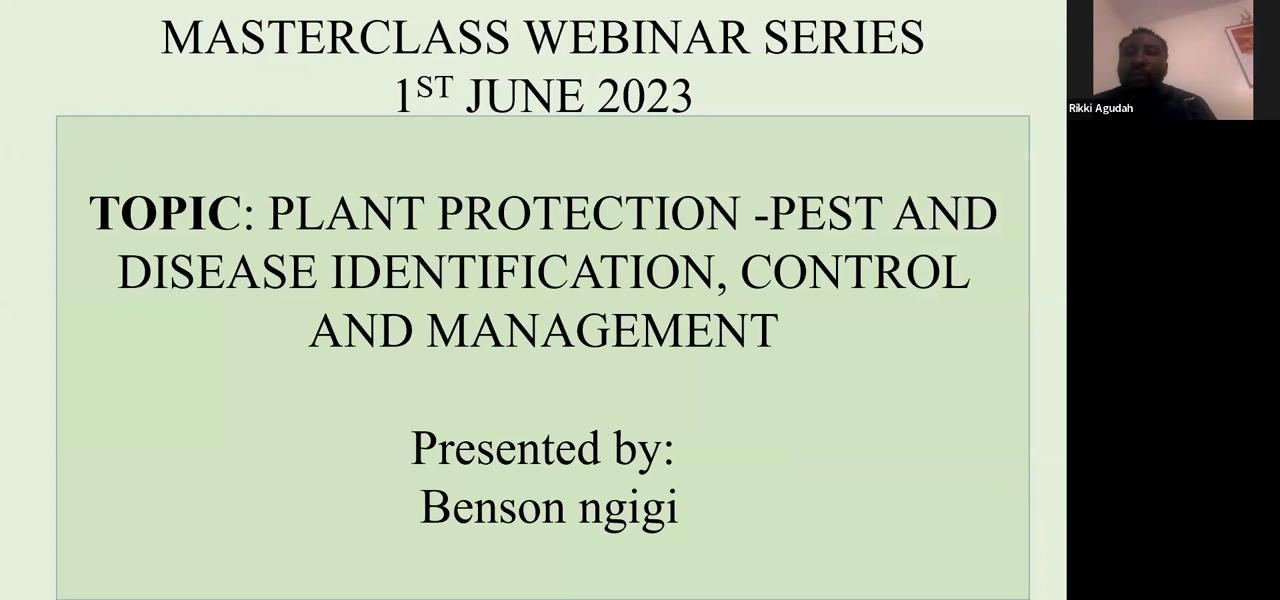 MASTERCLASS WEBINAR SERIES
1ST JUNE 2023
TOPIC: PLANT PROTECTION -PEST AND
DISEASE IDENTIFICATION, CONTROL
AND MANAGEMENT
Presented by:
Benson ngigi
Rikki Agudah